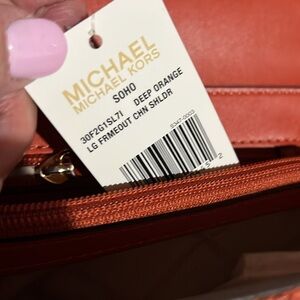 MICHAEL
MICHAEL KORS
SOHO
30F2G1SL7I DEEP ORANGE
LG FRMEOUT CHN SHLDR